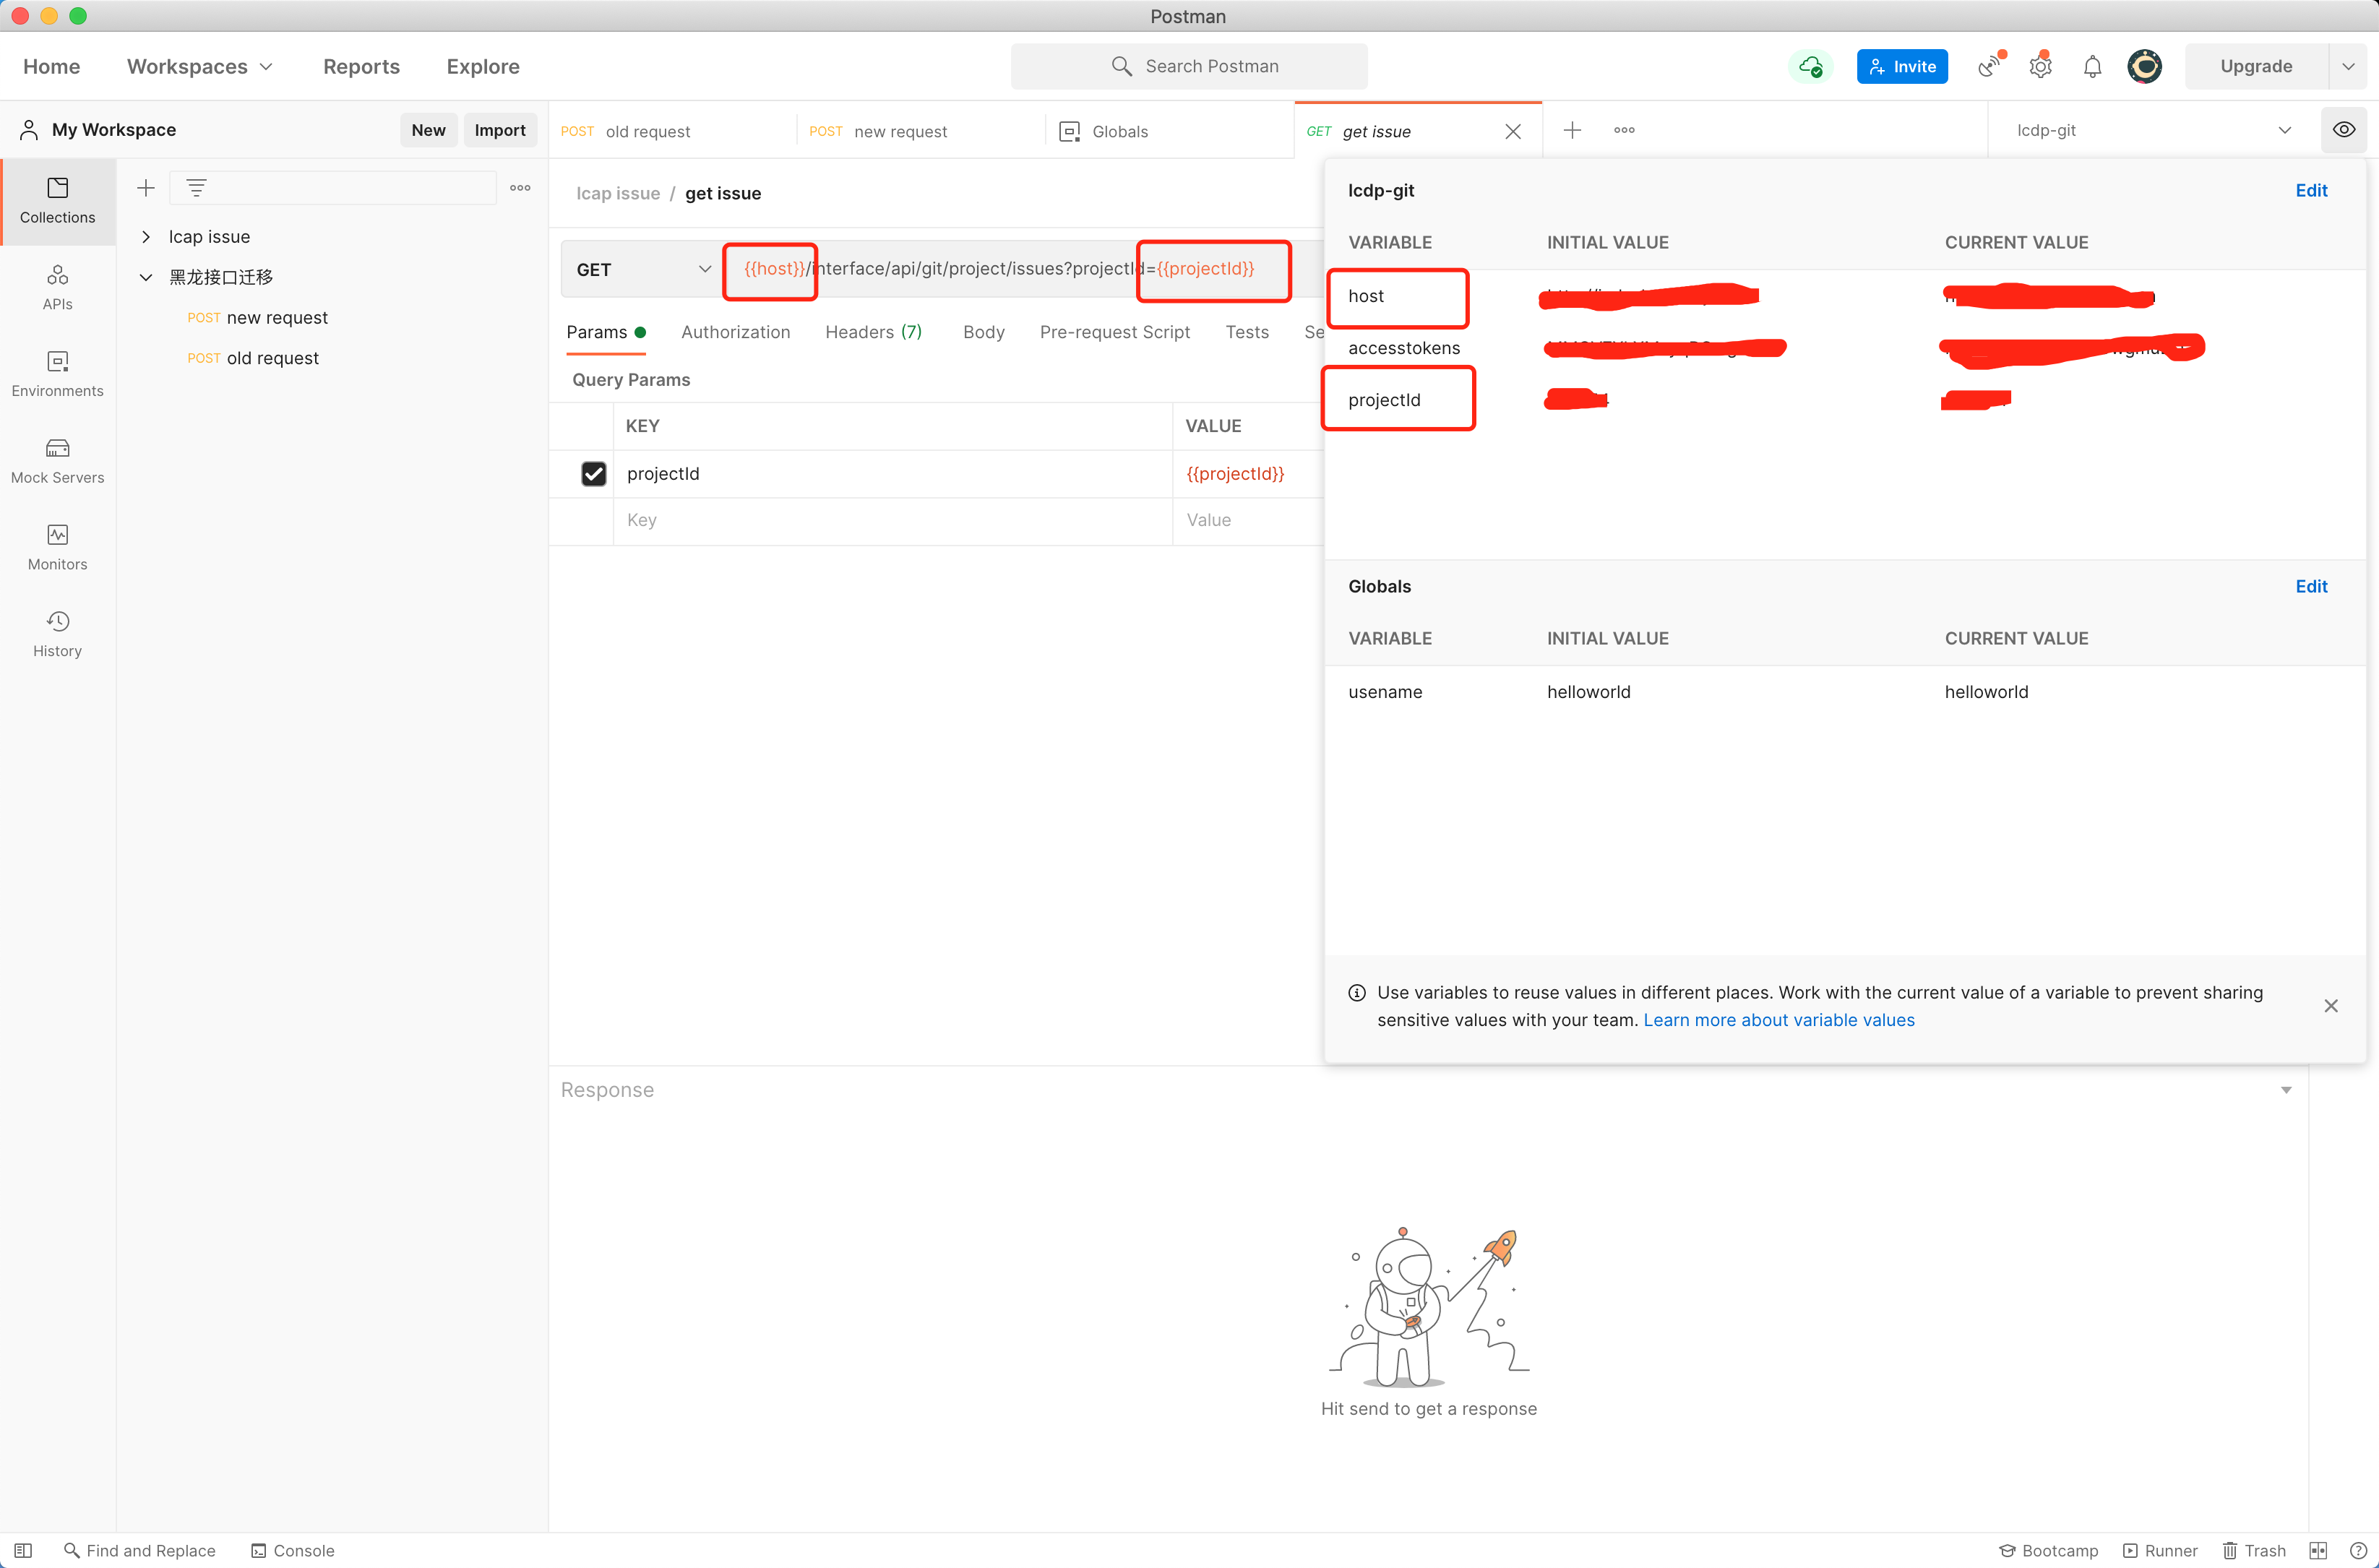 Postman
Home Workspaces Reports Explore Search Postman Invite Upgrade
My Workspace New Import POST old request POST new request Globals GET get issue lcdp-git
Collections
APIs
Environments
Mock Servers
Monitors
History
lcap issue
黑龙接口迁移
POST new request
POST old request
lcap issue / get issue
GET {{host}}/interface/api/git/project/issues?projectId={{projectId}}
Params Authorization Headers (7) Body Pre-request Script Tests Se
Query Params
KEY VALUE
projectId {{projectId}}
Key Value
lcdp-git Edit
VARIABLE INITIAL VALUE CURRENT VALUE
host
accesstokens
projectId
Globals Edit
VARIABLE INITIAL VALUE CURRENT VALUE
usename helloworld helloworld
Use variables to reuse values in different places. Work with the current value of a variable to prevent sharing
sensitive values with your team. Learn more about variable values
Response
Hit send to get a response
Find and Replace Console Bootcamp Runner Trash